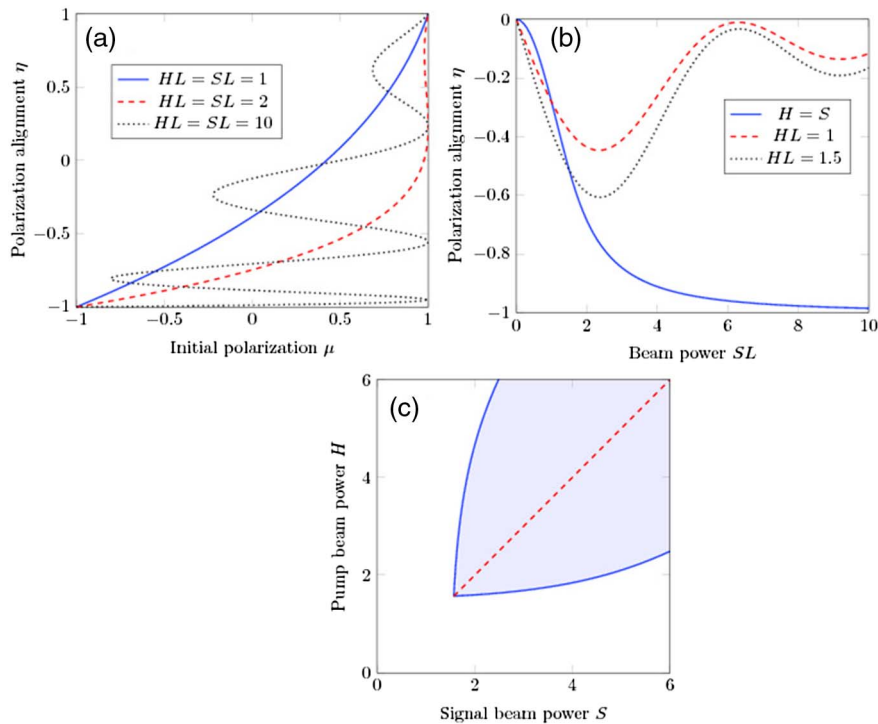 (a)
Polarization alignment η
1
0.5
0
−0.5
−1
HL = SL = 1
HL = SL = 2
HL = SL = 10
−1
−0.5
0
0.5
1
Initial polarization μ
(b)
Polarization alignment η
0
−0.2
−0.4
−0.6
−0.8
−1
H = S
HL = 1
HL = 1.5
0
2
4
6
8
10
Beam power SL
(c)
Pump beam power H
6
4
2
0
0
2
4
6
Signal beam power S